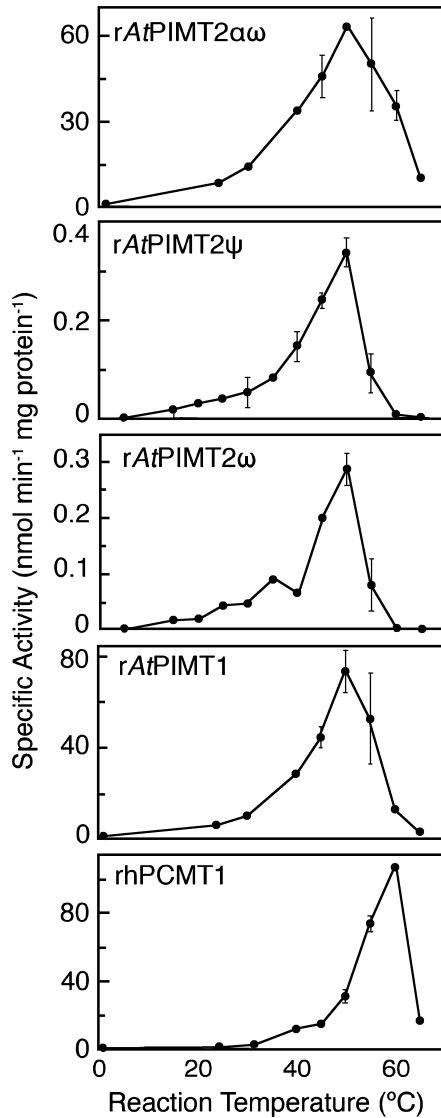 Specific Activity (nmol min⁻¹ mg protein⁻¹)
rAtPIMT2αω
60
30
0
rAtPIMT2ψ
0.4
0.2
0
rAtPIMT2ω
0.3
0.2
0.1
0
rAtPIMT1
80
40
0
rhPCMT1
80
40
0
0 20 40 60
Reaction Temperature (ºC)